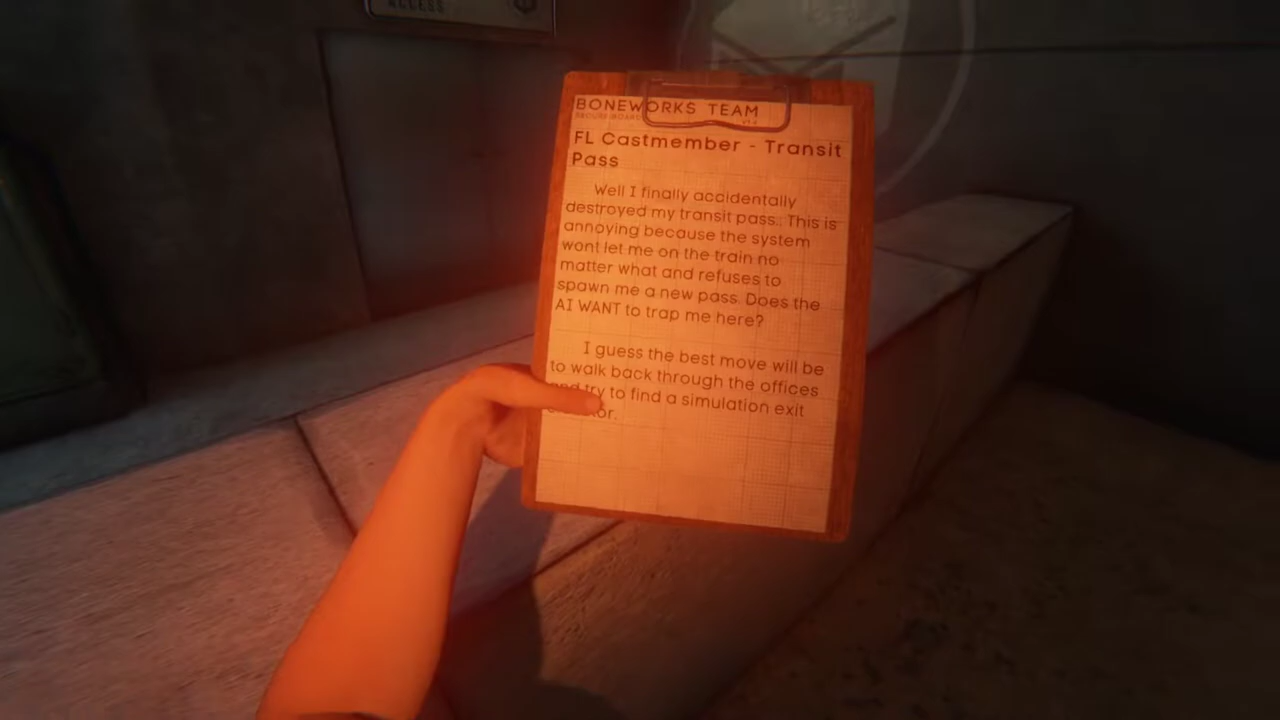 ACCESS
BONEWORKS TEAM
FL Castmember - Transit
Pass
Well I finally accidentally
destroyed my transit pass.. This is
annoying because the system
wont let me on the train no
matter what and refuses to
spawn me a new pass. Does the
AI WANT to trap me here?
I guess the best move will be
to walk back through the offices
and try to find a simulation exit